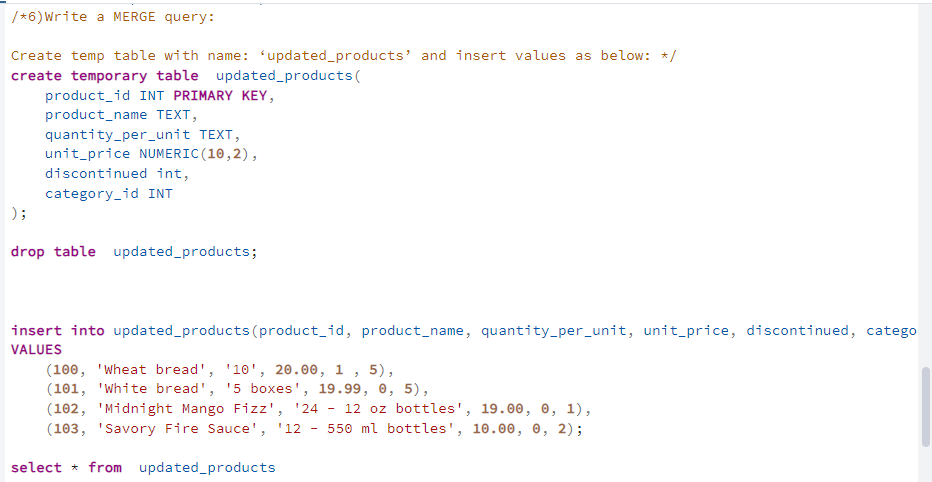 /*6)Write a MERGE query:
Create temp table with name: ‘updated_products’ and insert values as below: */
create temporary table  updated_products(
    product_id INT PRIMARY KEY,
    product_name TEXT,
    quantity_per_unit TEXT,
    unit_price NUMERIC(10,2),
    discontinued int,
    category_id INT
);
drop table  updated_products;
insert into updated_products(product_id, product_name, quantity_per_unit, unit_price, discontinued, catego
VALUES
    (100, 'Wheat bread', '10', 20.00, 1 , 5),
    (101, 'White bread', '5 boxes', 19.99, 0, 5),
    (102, 'Midnight Mango Fizz', '24 - 12 oz bottles', 19.00, 0, 1),
    (103, 'Savory Fire Sauce', '12 - 550 ml bottles', 10.00, 0, 2);
select * from  updated_products